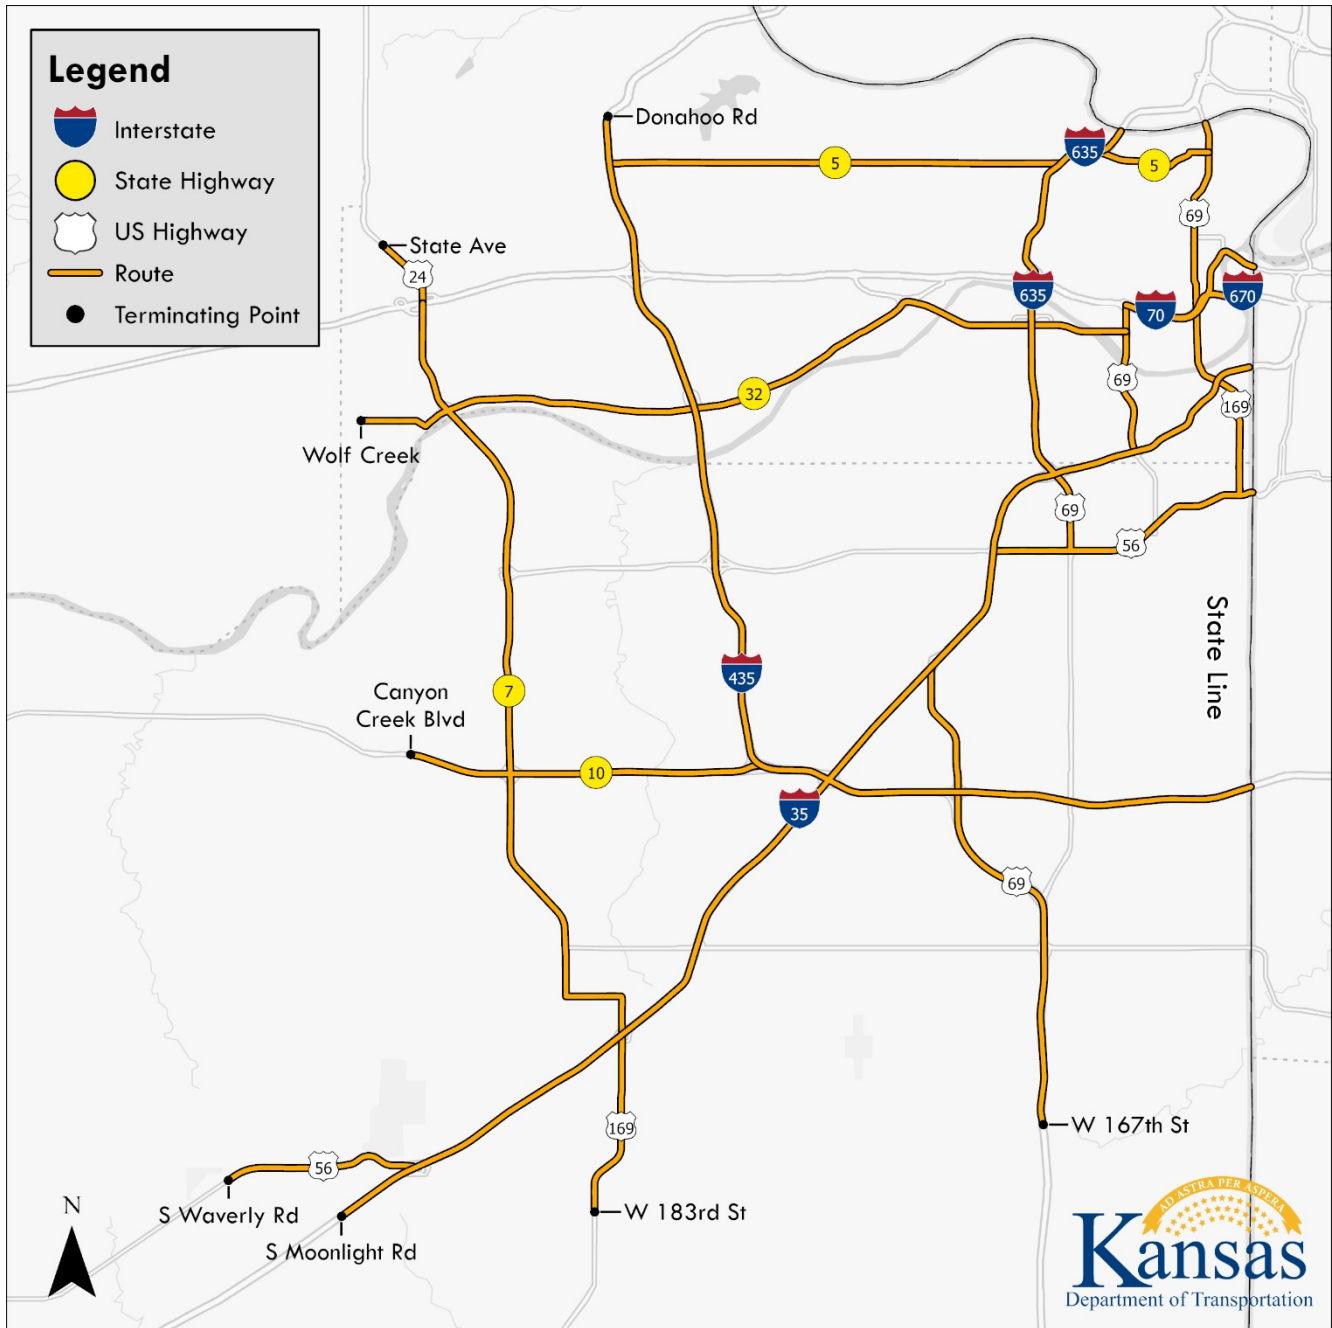 Legend
Interstate
State Highway
US Highway
Route
Terminating Point
Donahoo Rd
5
635
5
69
State Ave
24
635
70
670
32
69
169
Wolf Creek
69
56
State Line
435
7
Canyon
Creek Blvd
10
35
69
169
W 167th St
56
S Waverly Rd
W 183rd St
S Moonlight Rd
N
AD ASTRA PER ASPERA
Kansas
Department of Transportation